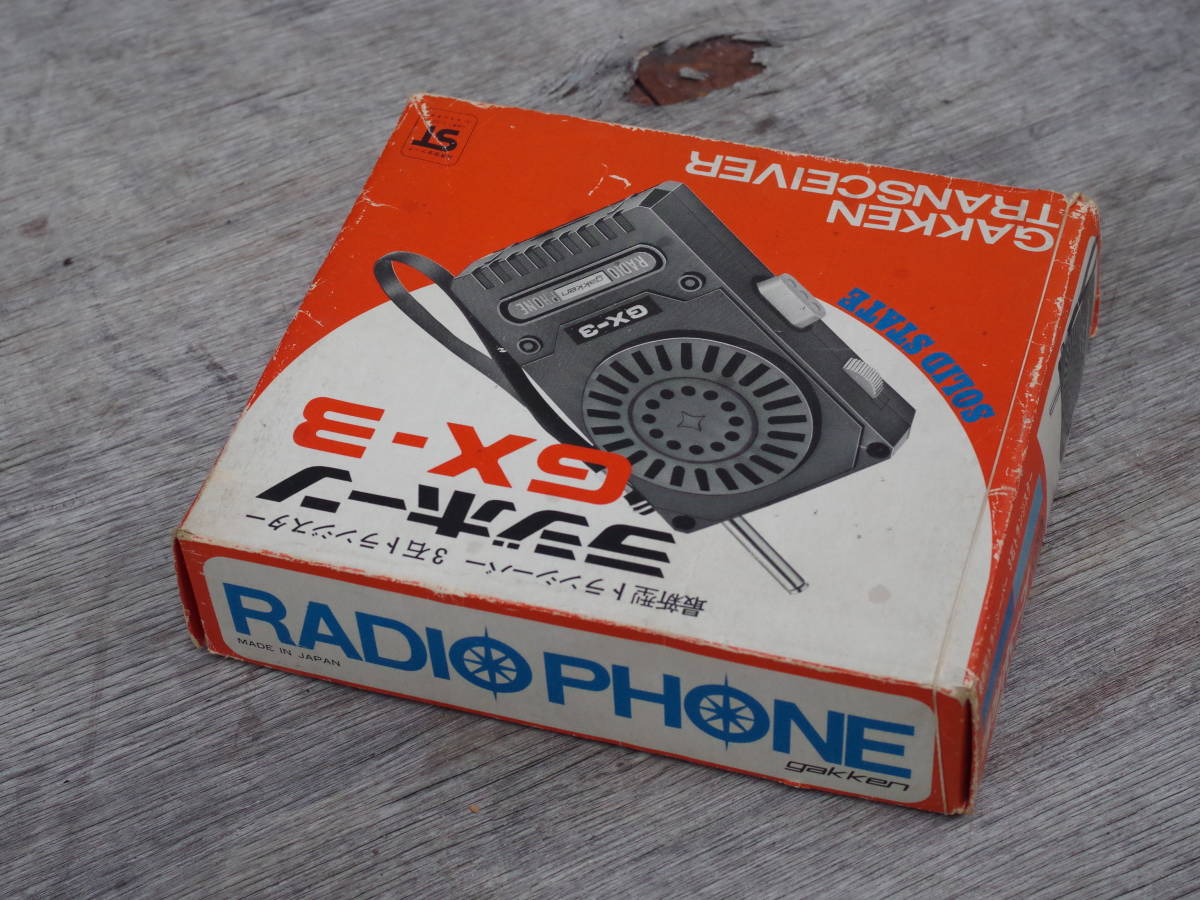 GAKKEN
TRANSCEIVER
SOLID STATE
ST
RADIO PHONE
gakken
GX-3
最新型トランシーバー 3石トランジスター
ラジホーン
GX-3
RADIO PHONE
MADE IN JAPAN
gakken